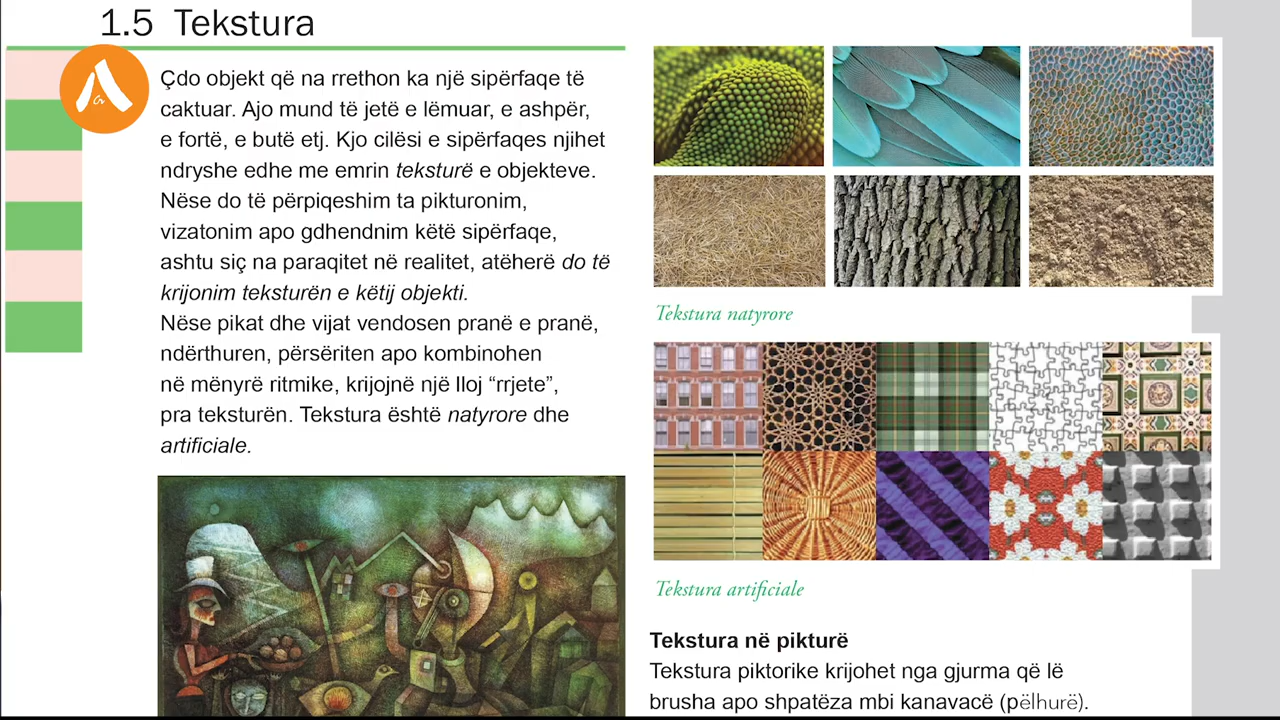 1.5 Tekstura
Çdo objekt që na rrethon ka një sipërfaqe të
caktuar. Ajo mund të jetë e lëmuar, e ashpër,
e fortë, e butë etj. Kjo cilësi e sipërfaqes njihet
ndryshe edhe me emrin teksturë e objekteve.
Nëse do të përpiqeshim ta pikturonim,
vizatonim apo gdhendnim këtë sipërfaqe,
ashtu siç na paraqitet në realitet, atëherë do të
krijonim teksturën e këtij objekti.
Nëse pikat dhe vijat vendosen pranë e pranë,
ndërthuren, përsëriten apo kombinohen
në mënyrë ritmike, krijojnë një lloj “rrjete”,
pra teksturën. Tekstura është natyrore dhe
artificiale.
Tekstura natyrore
Tekstura artificiale
Tekstura në pikturë
Tekstura piktorike krijohet nga gjurma që lë
brusha apo shpatëza mbi kanavacë (pëlhurë).